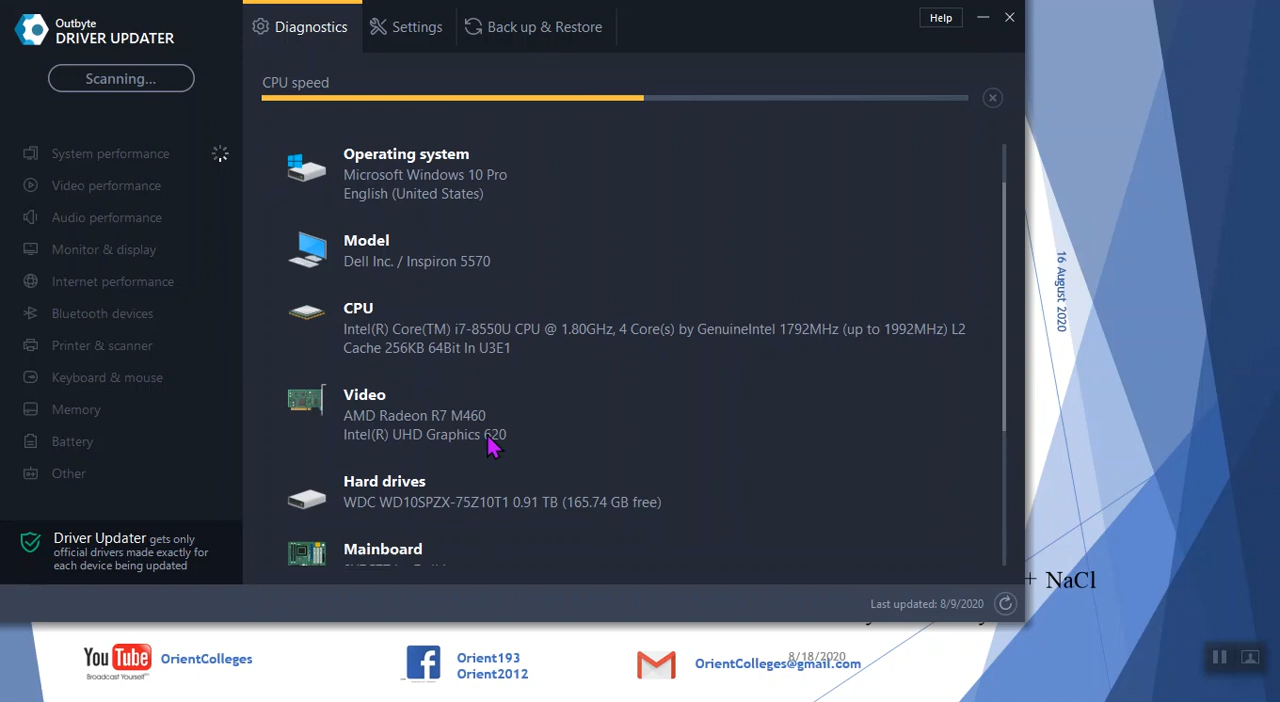 Outbyte
DRIVER UPDATER
Diagnostics
Settings
Back up & Restore
Help
Scanning...
CPU speed
System performance
Video performance
Audio performance
Monitor & display
Internet performance
Bluetooth devices
Printer & scanner
Keyboard & mouse
Memory
Battery
Other
Operating system
Microsoft Windows 10 Pro
English (United States)
Model
Dell Inc. / Inspiron 5570
CPU
Intel(R) Core(TM) i7-8550U CPU @ 1.80GHz, 4 Core(s) by GenuineIntel 1792MHz (up to 1992MHz) L2
Cache 256KB 64Bit In U3E1
Video
AMD Radeon R7 M460
Intel(R) UHD Graphics 620
Hard drives
WDC WD10SPZX-75Z10T1 0.91 TB (165.74 GB free)
Mainboard
Driver Updater gets only
official drivers made exactly for
each device being updated
Last updated: 8/9/2020
16 August 2020
+ NaCl
You Tube
Broadcast Yourself™
OrientColleges
Orient193
Orient2012
8/18/2020
OrientColleges@gmail.com